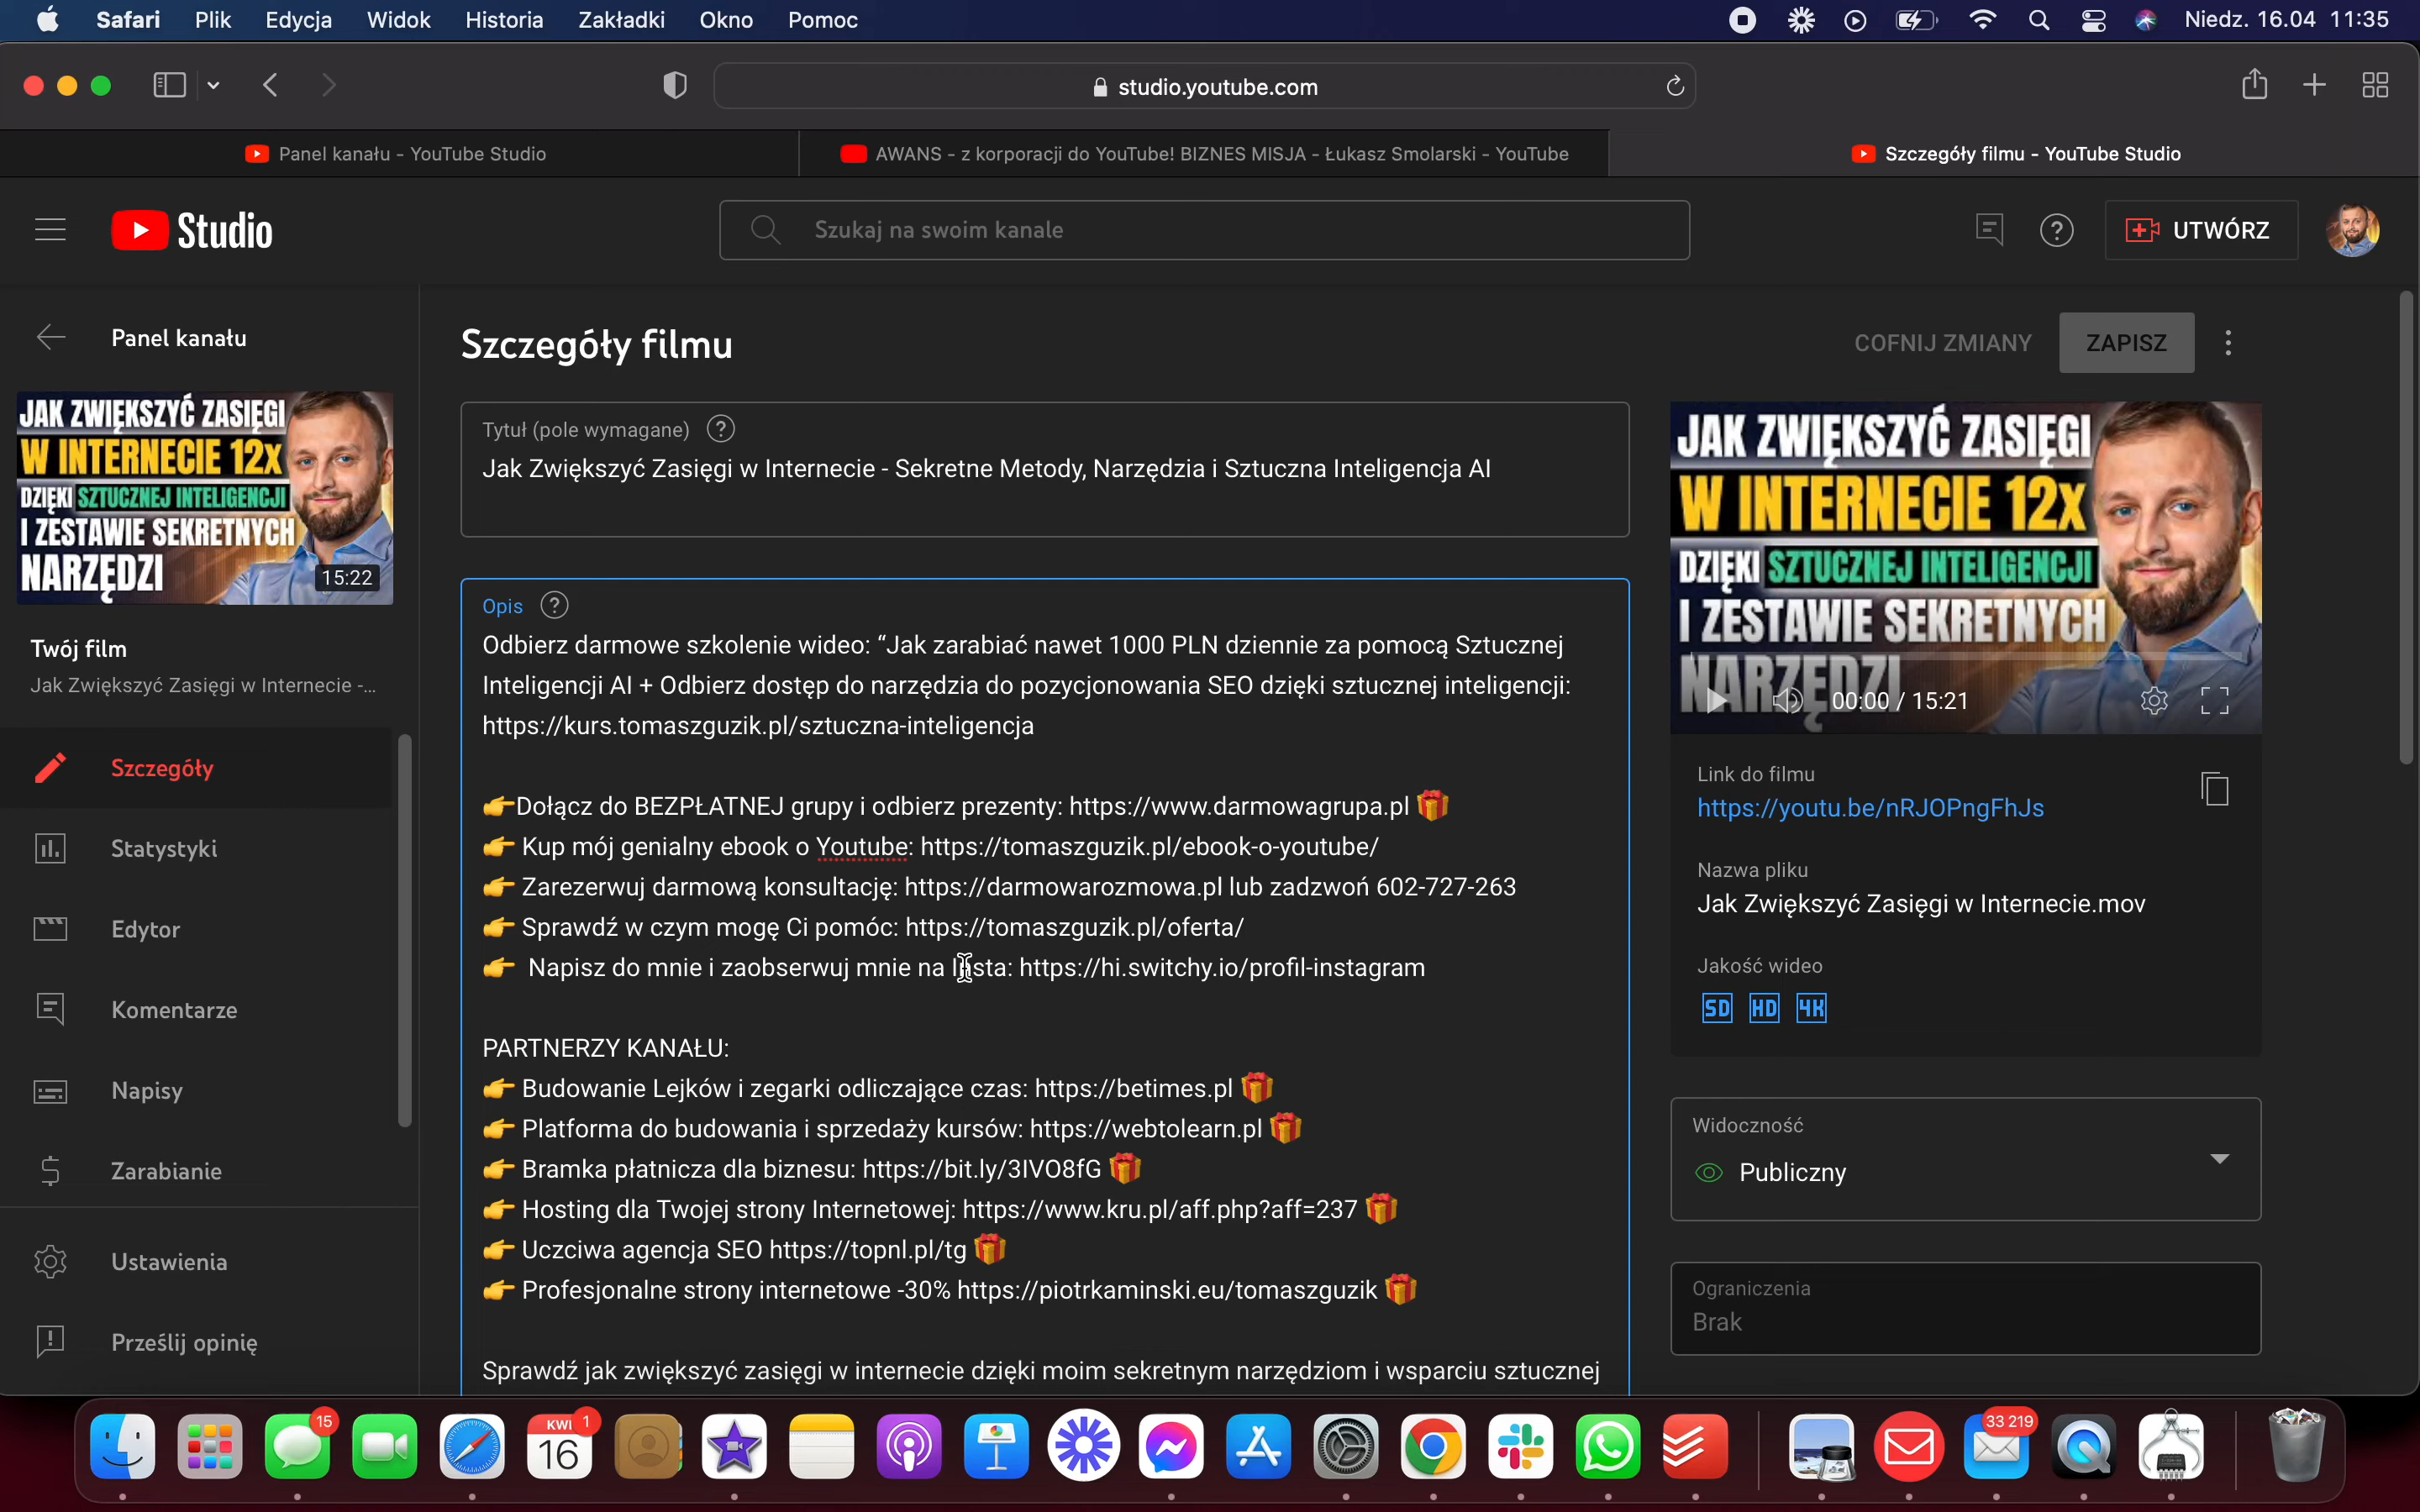 Safari Plik Edycja Widok Historia Zakładki Okno Pomoc Niedz. 16.04 11:35
studio.youtube.com
Panel kanału - YouTube Studio
AWANS - z korporacji do YouTube! BIZNES MISJA - Łukasz Smolarski - YouTube
Szczegóły filmu - YouTube Studio
Studio
Szukaj na swoim kanale
UTWÓRZ
Panel kanału
JAK ZWIĘKSZYĆ ZASIĘGI
W INTERNECIE 12X
DZIĘKI SZTUCZNEJ INTELIGENCJI
I ZESTAWIE SEKRETNYCH
NARZĘDZI
15:22
Twój film
Jak Zwiększyć Zasięgi w Internecie -...
Szczegóły
Statystyki
Edytor
Komentarze
Napisy
Zarabianie
Ustawienia
Prześlij opinię
Szczegóły filmu
COFNIJ ZMIANY
ZAPISZ
Tytuł (pole wymagane)
Jak Zwiększyć Zasięgi w Internecie - Sekretne Metody, Narzędzia i Sztuczna Inteligencja AI
Opis
Odbierz darmowe szkolenie wideo: “Jak zarabiać nawet 1000 PLN dziennie za pomocą Sztucznej
Inteligencji AI + Odbierz dostęp do narzędzia do pozycjonowania SEO dzięki sztucznej inteligencji:
https://kurs.tomaszguzik.pl/sztuczna-inteligencja
👉Dołącz do BEZPŁATNEJ grupy i odbierz prezenty: https://www.darmowagrupa.pl 🎁
👉 Kup mój genialny ebook o Youtube: https://tomaszguzik.pl/ebook-o-youtube/
👉 Zarezerwuj darmową konsultację: https://darmowarozmowa.pl lub zadzwoń 602-727-263
👉 Sprawdź w czym mogę Ci pomóc: https://tomaszguzik.pl/oferta/
👉 Napisz do mnie i zaobserwuj mnie na Insta: https://hi.switchy.io/profil-instagram
PARTNERZY KANAŁU:
👉 Budowanie Lejków i zegarki odliczające czas: https://betimes.pl 🎁
👉 Platforma do budowania i sprzedaży kursów: https://webtolearn.pl 🎁
👉 Bramka płatnicza dla biznesu: https://bit.ly/3IVO8fG 🎁
👉 Hosting dla Twojej strony Internetowej: https://www.kru.pl/aff.php?aff=237 🎁
👉 Uczciwa agencja SEO https://topnl.pl/tg 🎁
👉 Profesjonalne strony internetowe -30% https://piotrkaminski.eu/tomaszguzik 🎁
Sprawdź jak zwiększyć zasięgi w internecie dzięki moim sekretnym narzędziom i wsparciu sztucznej
JAK ZWIĘKSZYĆ ZASIĘGI
W INTERNECIE 12X
DZIĘKI SZTUCZNEJ INTELIGENCJI
I ZESTAWIE SEKRETNYCH
NARZĘDZI
00:00 / 15:21
Link do filmu
https://youtu.be/nRJOPngFhJs
Nazwa pliku
Jak Zwiększyć Zasięgi w Internecie.mov
Jakość wideo
SD HD 4K
Widoczność
Publiczny
Ograniczenia
Brak
15
KWI 1
16
33 219